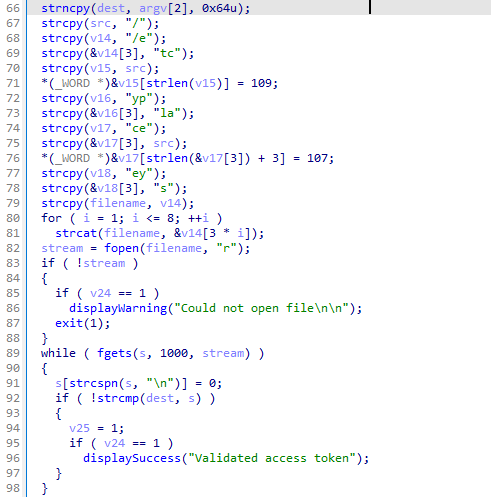 66 strncpy(dest, argv[2], 0x64u);
67 strcpy(src, "/");
68 strcpy(v14, "/e");
69 strcpy(&v14[3], "tc");
70 strcpy(v15, src);
71 *(_WORD *)&v15[strlen(v15)] = 109;
72 strcpy(v16, "yp");
73 strcpy(&v16[3], "la");
74 strcpy(v17, "ce");
75 strcpy(&v17[3], src);
76 *(_WORD *)&v17[strlen(&v17[3]) + 3] = 107;
77 strcpy(v18, "ey");
78 strcpy(&v18[3], "s");
79 strcpy(filename, v14);
80 for ( i = 1; i <= 8; ++i )
81 strcat(filename, &v14[3 * i]);
82 stream = fopen(filename, "r");
83 if ( !stream )
84 {
85 if ( v24 == 1 )
86 displayWarning("Could not open file\n\n");
87 exit(1);
88 }
89 while ( fgets(s, 1000, stream) )
90 {
91 s[strcspn(s, "\n")] = 0;
92 if ( !strcmp(dest, s) )
93 {
94 v25 = 1;
95 if ( v24 == 1 )
96 displaySuccess("Validated access token");
97 }
98 }